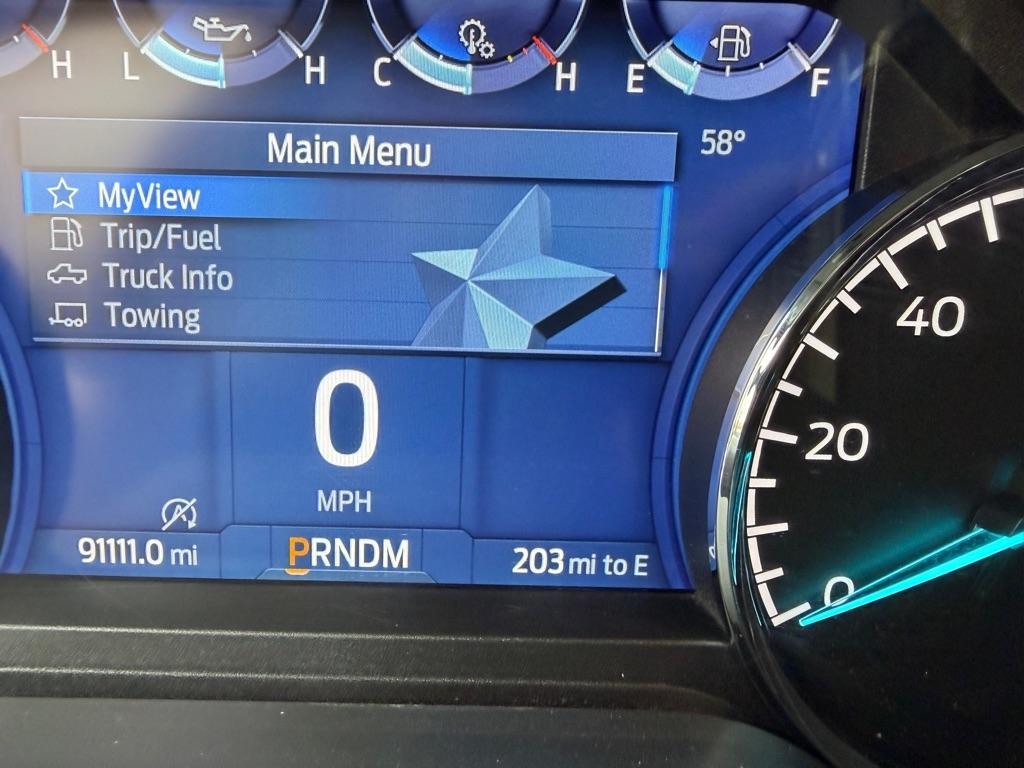 H L H C H E F
Main Menu
58°
MyView
Trip/Fuel
Truck Info
Towing
40
20
0
0
MPH
91111.0 mi
PRNDM
203 mi to E